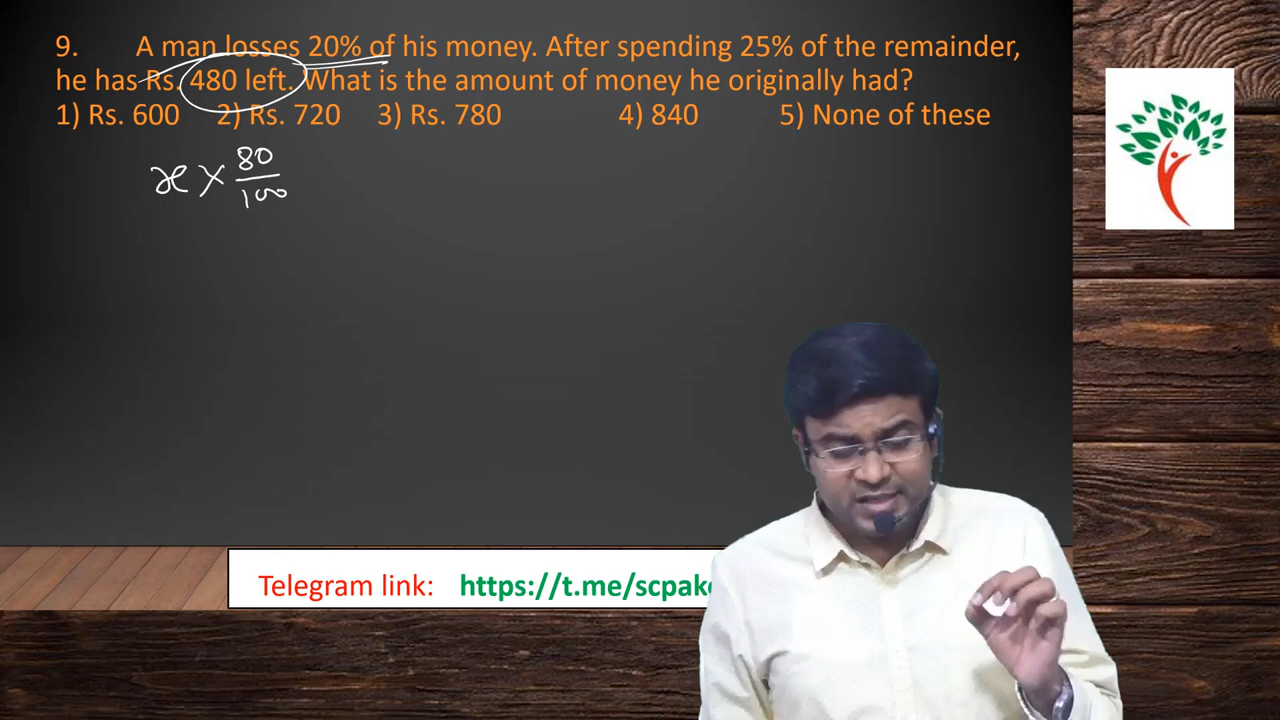 9. A man losses 20% of his money. After spending 25% of the remainder,
he has Rs. 480 left. What is the amount of money he originally had?
1) Rs. 600 2) Rs. 720 3) Rs. 780 4) 840 5) None of these
x × 80/100
Telegram link: https://t.me/scpak